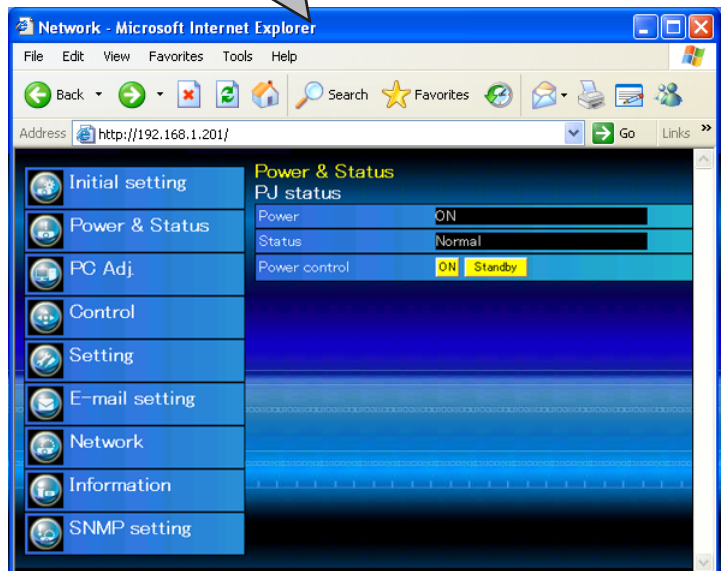 Network - Microsoft Internet Explorer
File Edit View Favorites Tools Help
Back Search Favorites
Address http://192.168.1.201/ Go Links »
Initial setting
Power & Status
PC Adj.
Control
Setting
E-mail setting
Network
Information
SNMP setting
Power & Status
PJ status
Power ON
Status Normal
Power control ON Standby